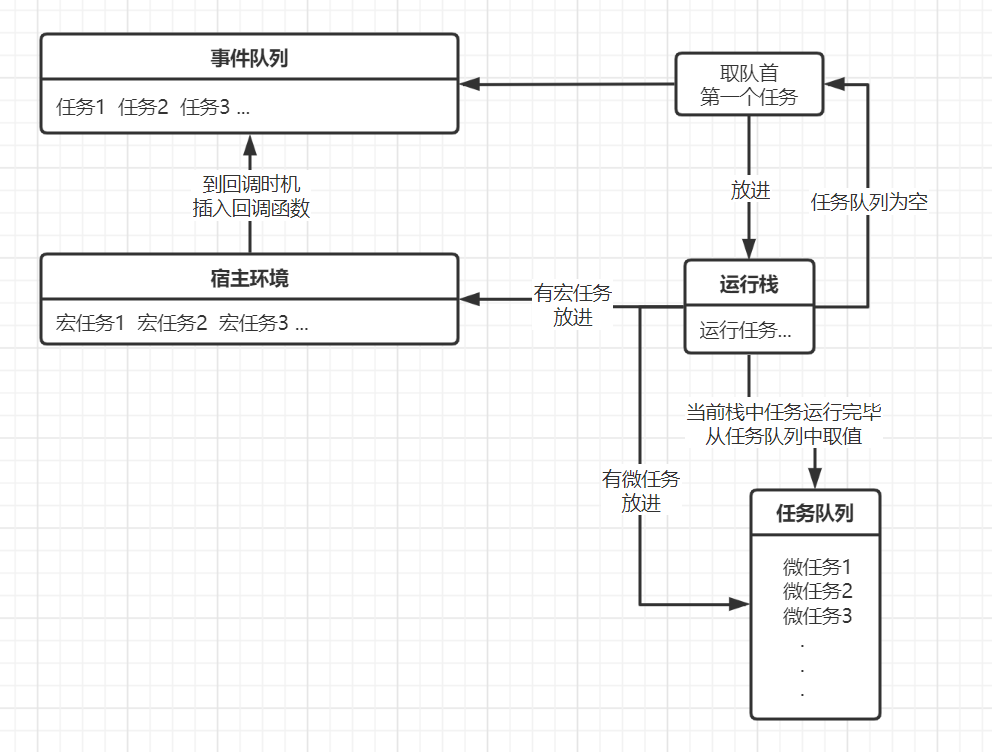 事件队列
任务1 任务2 任务3 ...
取队首
第一个任务
到回调时机
插入回调函数
放进
任务队列为空
宿主环境
宏任务1 宏任务2 宏任务3 ...
有宏任务
放进
运行栈
运行任务...
当前栈中任务运行完毕
从任务队列中取值
有微任务
放进
任务队列
微任务1
微任务2
微任务3
.
.
.